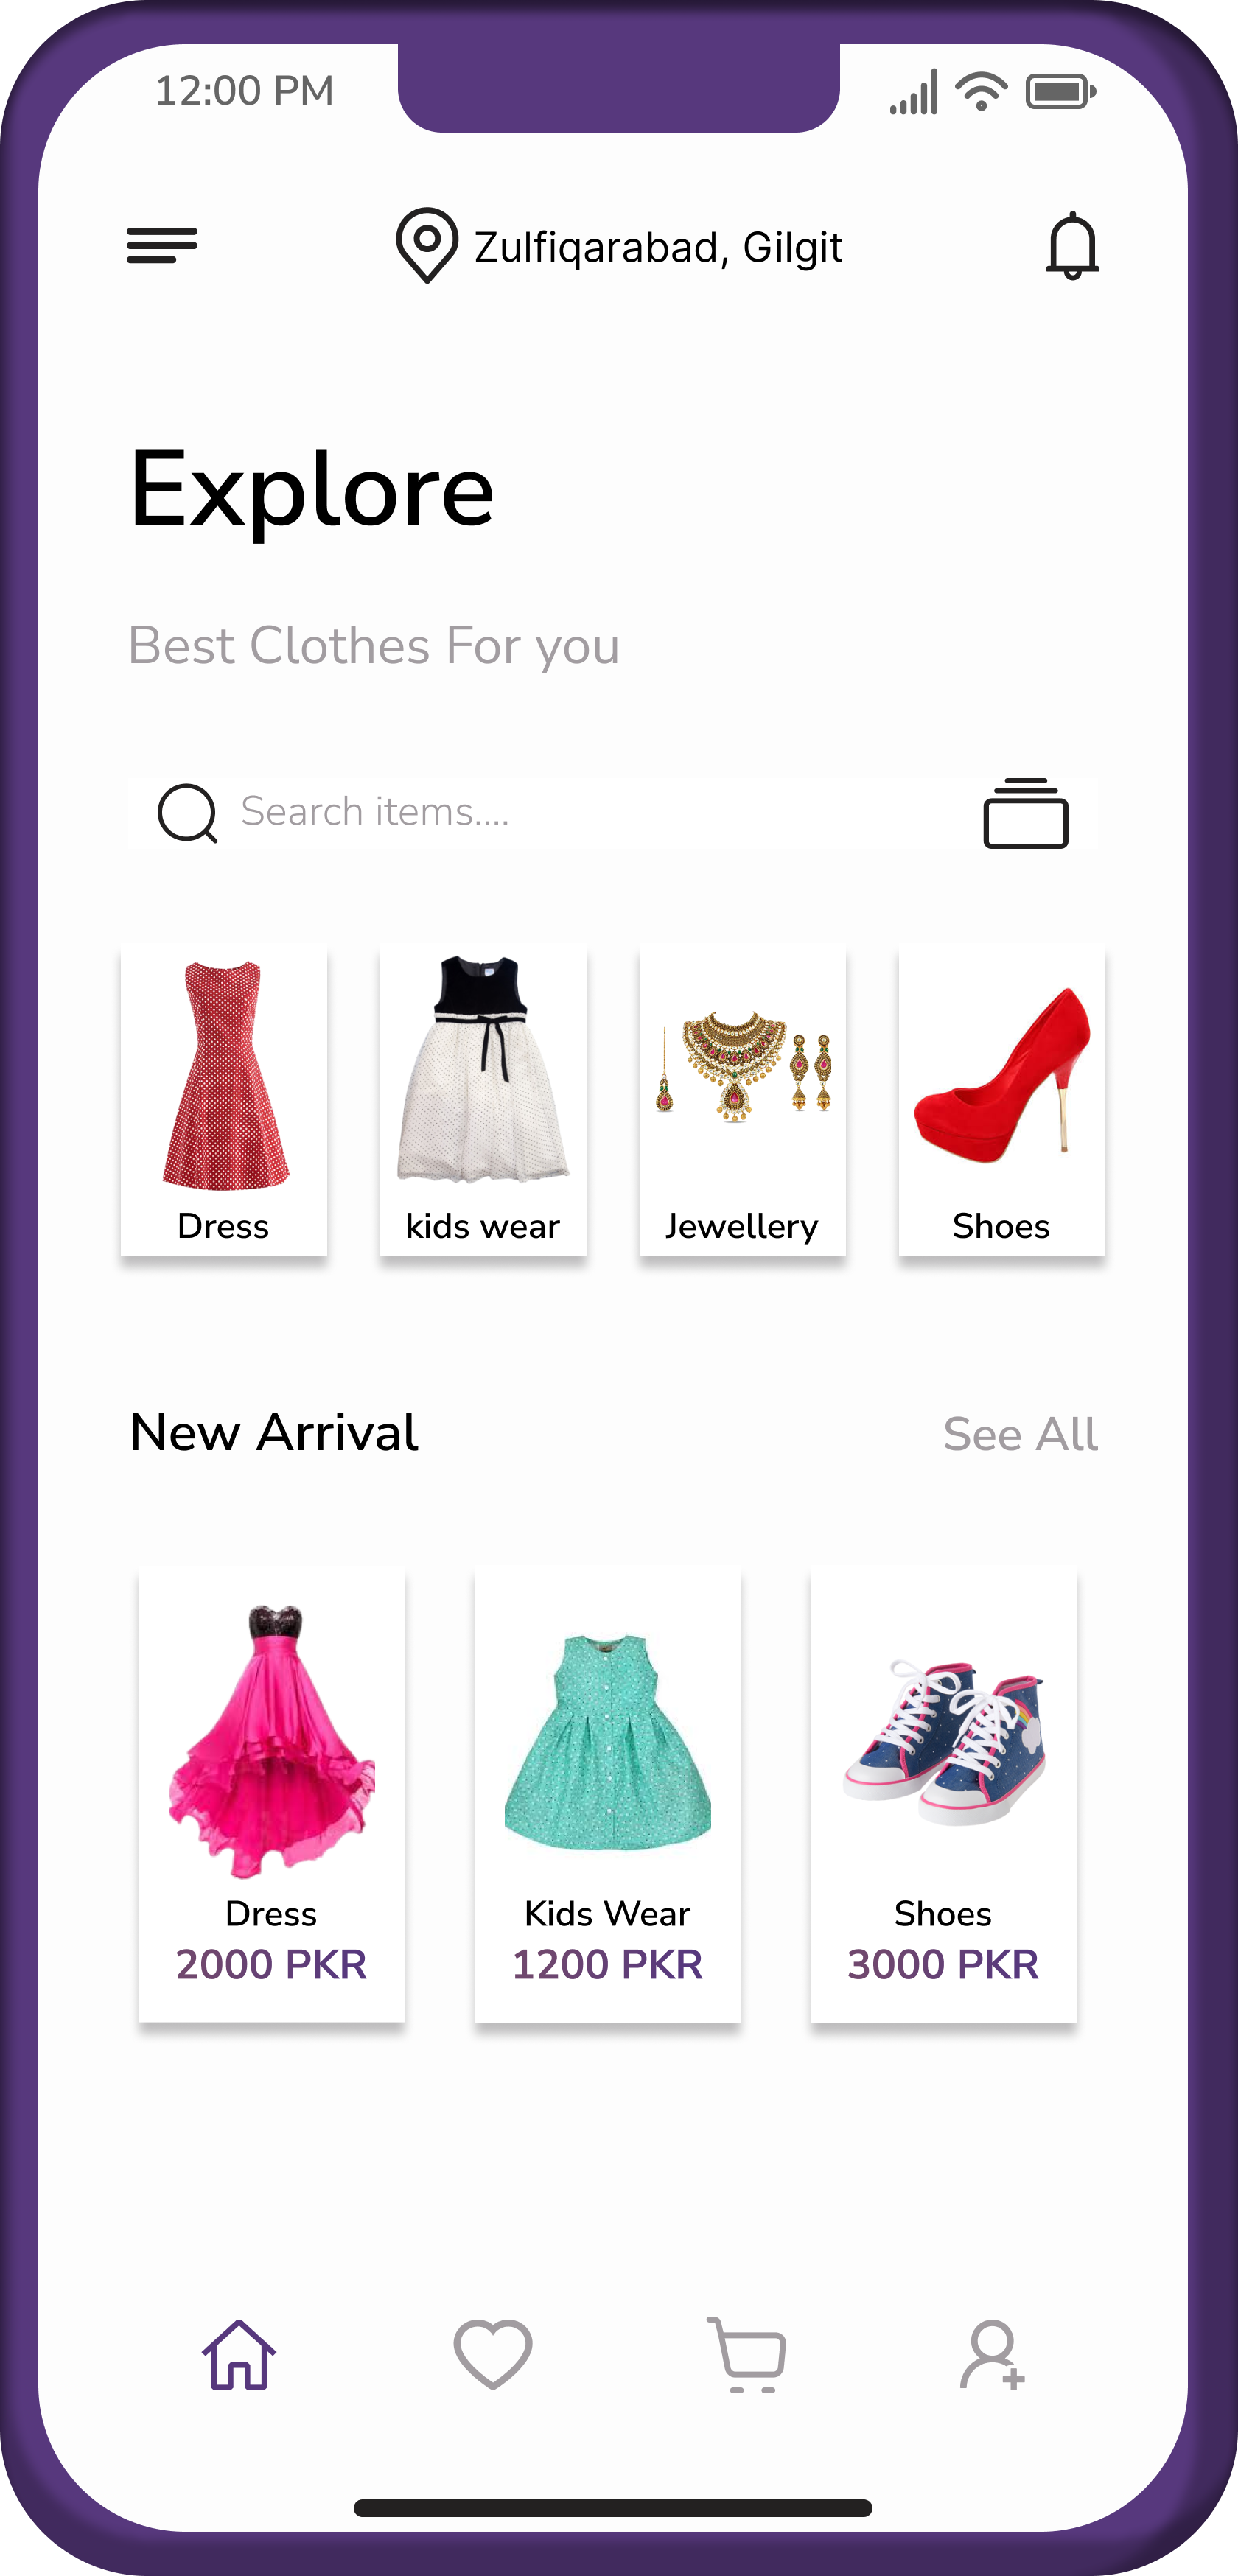 12:00 PM
Zulfiqarabad, Gilgit
Explore
Best Clothes For you
Search items....
Dress
kids wear
Jewellery
Shoes
New Arrival
See All
Dress
2000 PKR
Kids Wear
1200 PKR
Shoes
3000 PKR